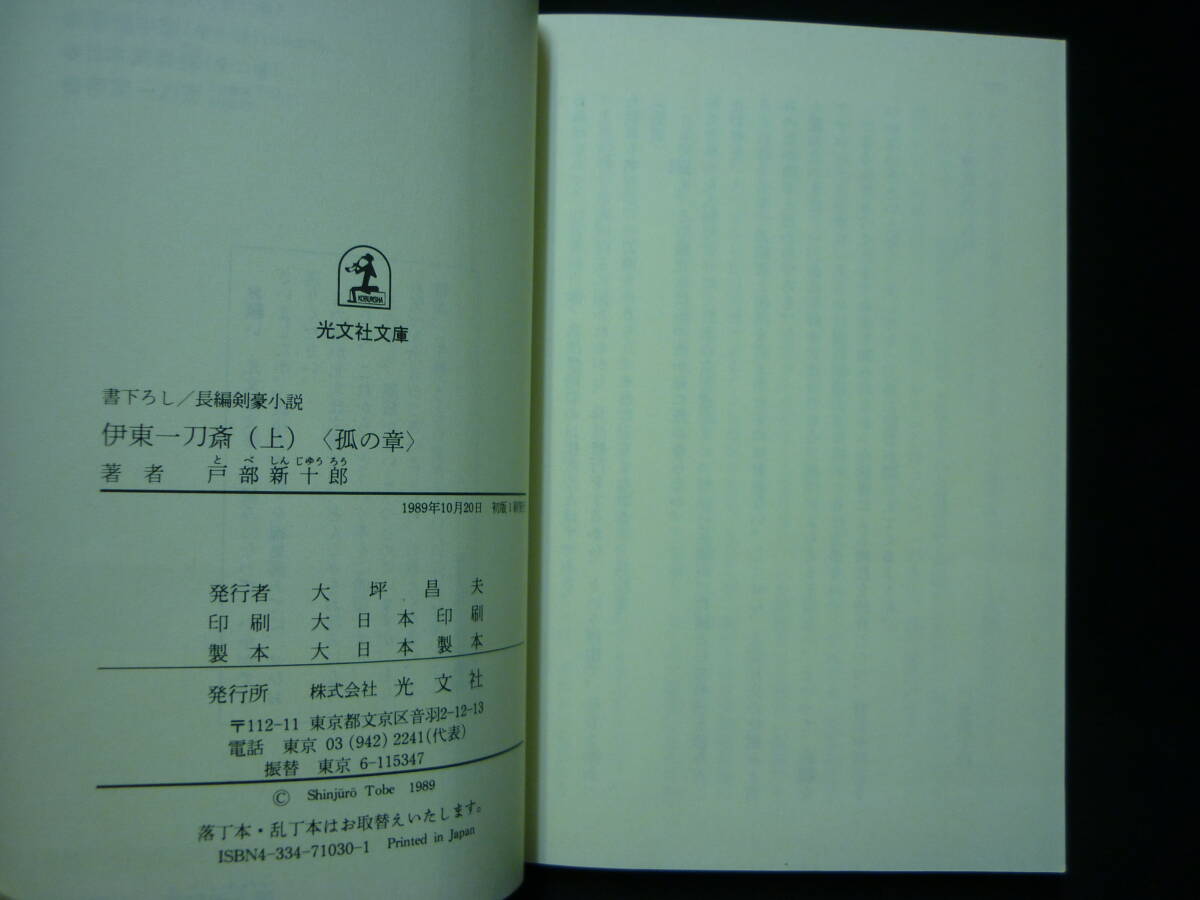 KOBUNSHA
光文社文庫
書下ろし／長編剣豪小説
伊東一刀斎（上）〈孤の章〉
と べ しん じゅう ろう
著者 戸部新十郎
1989年10月20日 初版1刷発行
発行者 大坪昌夫
印刷 大日本印刷
製本 大日本製本
発行所 株式会社 光文社
〒112-11 東京都文京区音羽2-12-13
電話 東京 03(942)2241(代表)
振替 東京 6-115347
© Shinjūrō Tobe 1989
落丁本・乱丁本はお取替えいたします。
ISBN4-334-71030-1 Printed in Japan